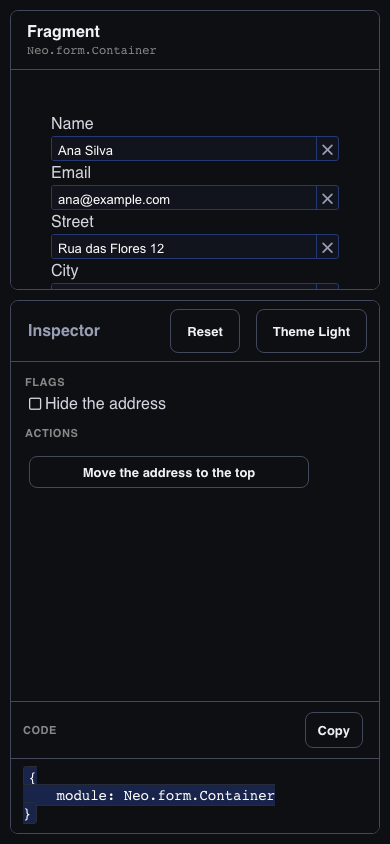 Fragment
Neo.form.Container
Name
Ana Silva
Email
ana@example.com
Street
Rua das Flores 12
City
Inspector
Reset
Theme Light
FLAGS
Hide the address
ACTIONS
Move the address to the top
CODE
Copy
{
    module: Neo.form.Container
}